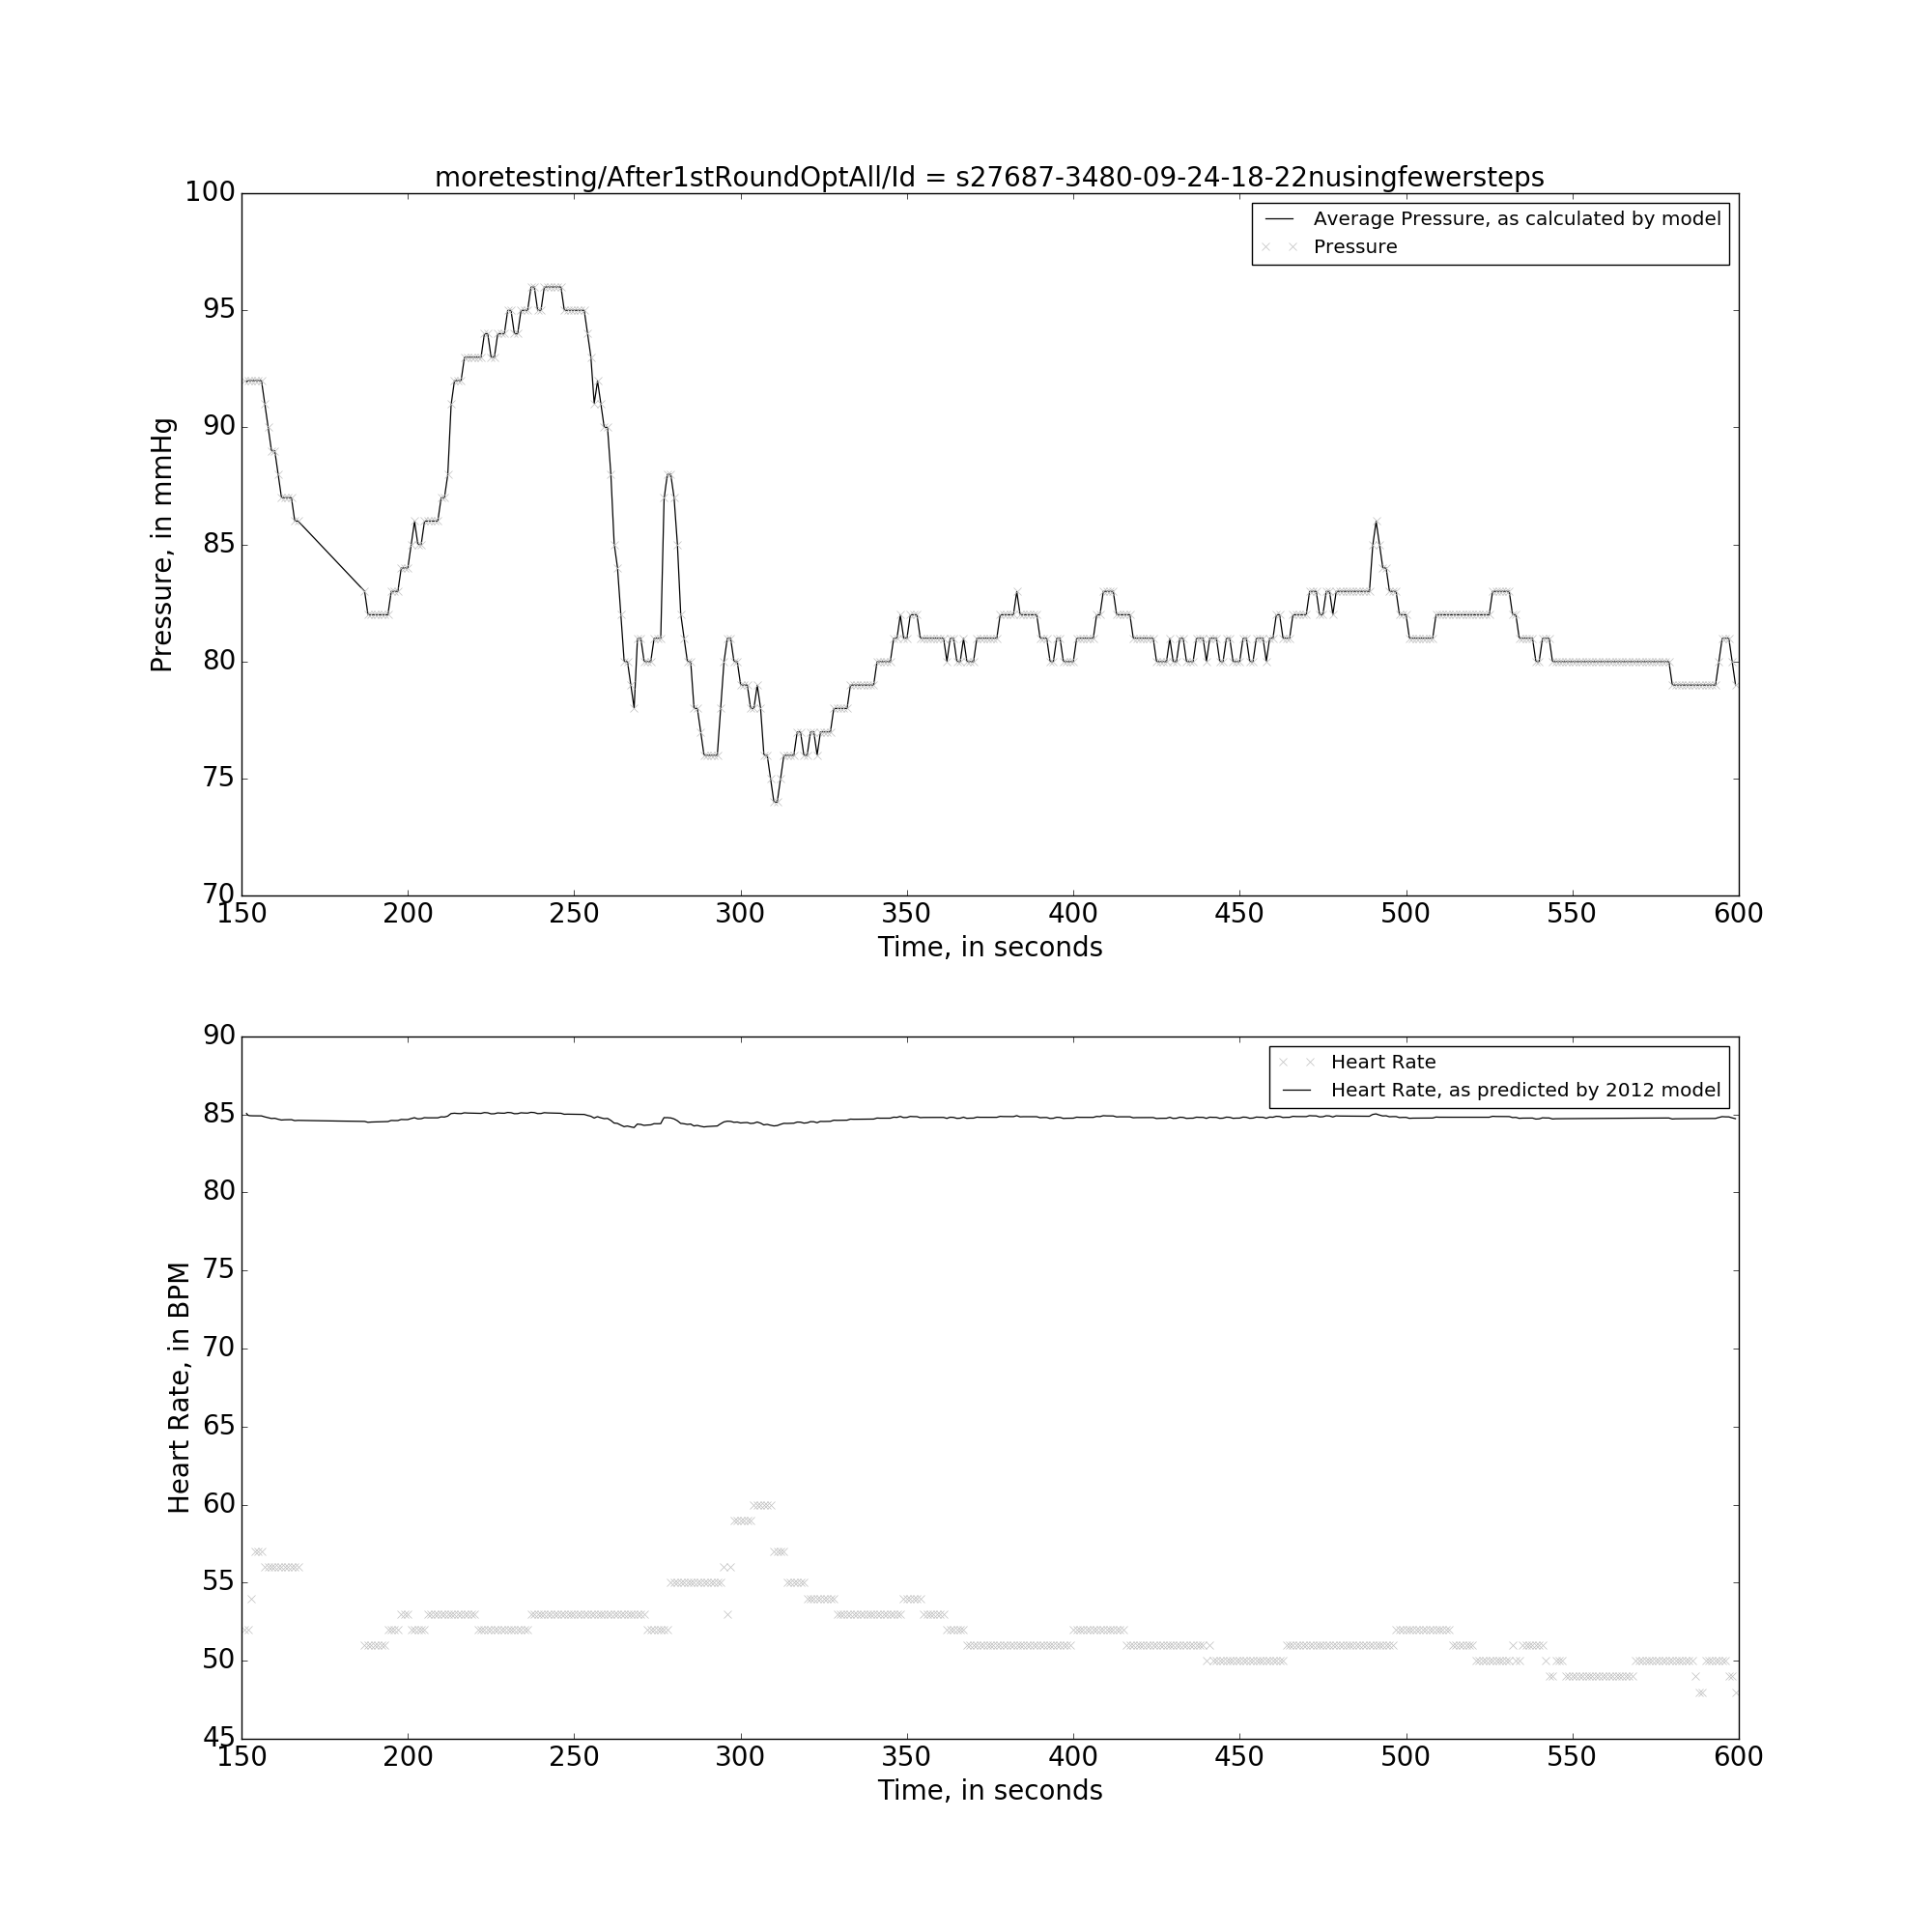 moretesting/After1stRoundOptAll/Id = s27687-3480-09-24-18-22nusingfewersteps
100
95
90
85
80
75
70
Pressure, in mmHg
Average Pressure, as calculated by model
Pressure
150 200 250 300 350 400 450 500 550 600
Time, in seconds
90
85
80
75
70
65
60
55
50
45
Heart Rate, in BPM
Heart Rate
Heart Rate, as predicted by 2012 model
150 200 250 300 350 400 450 500 550 600
Time, in seconds